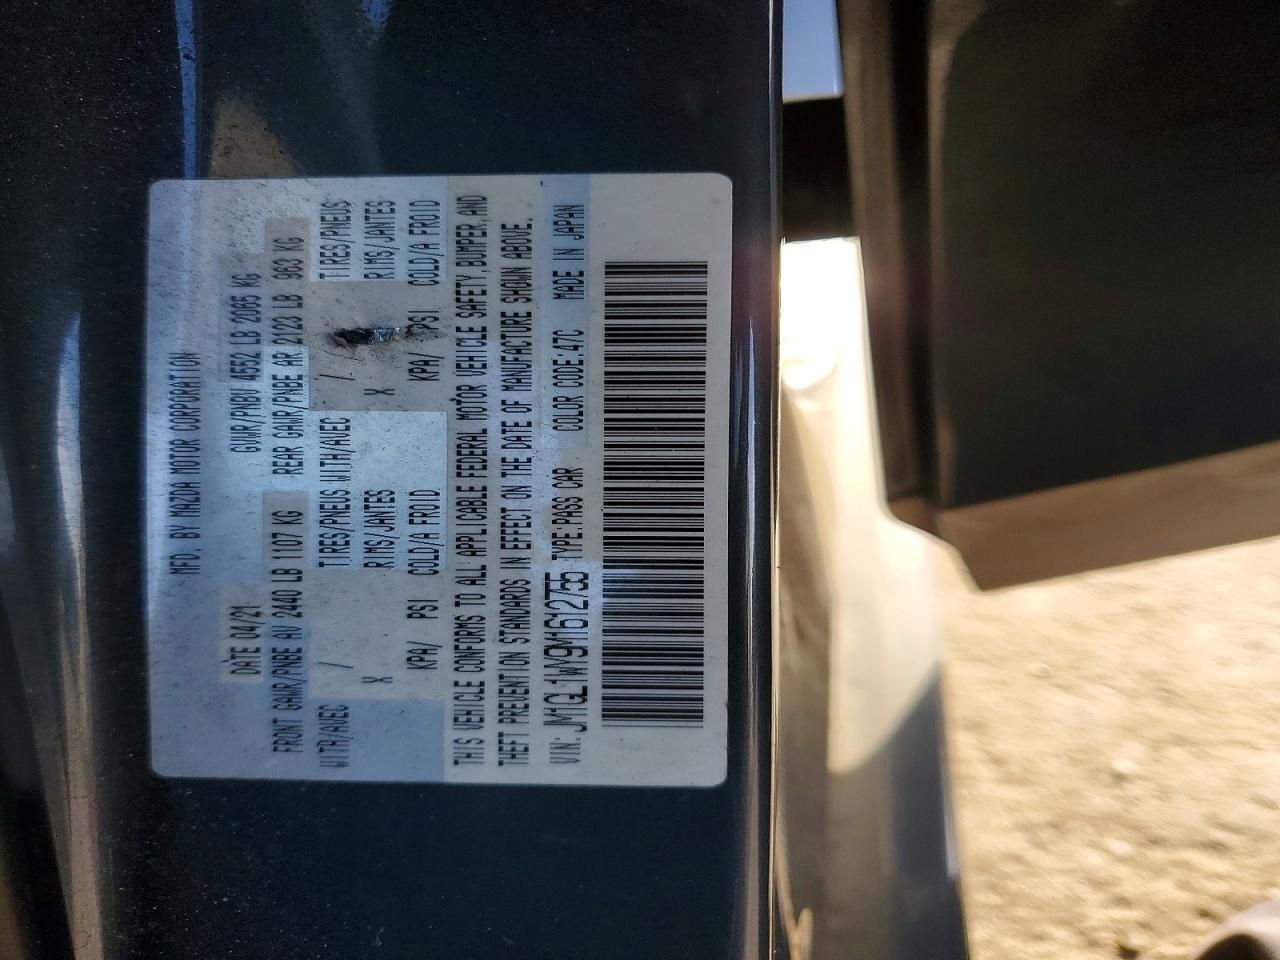 MFD. BY MAZDA MOTOR CORPORATION
DATE 04/21 GVWR/PNBV 4552 LB 2065 KG
FRONT GAWR/PNBE AV 2440 LB 1107 KG REAR GAWR/PNBE AR 2123 LB 963 KG
WITH/AVEC / TIRES/PNEUS WITH/AVEC / TIRES/PNEUS
X RIMS/JANTES X RIMS/JANTES
KPA/ PSI COLD/A FROID KPA/ PSI COLD/A FROID
THIS VEHICLE CONFORMS TO ALL APPLICABLE FEDERAL MOTOR VEHICLE SAFETY, BUMPER, AND
THEFT PREVENTION STANDARDS IN EFFECT ON THE DATE OF MANUFACTURE SHOWN ABOVE.
VIN: JM1GL1WY9M1612755 TYPE: PASS CAR COLOR CODE: 47C MADE IN JAPAN